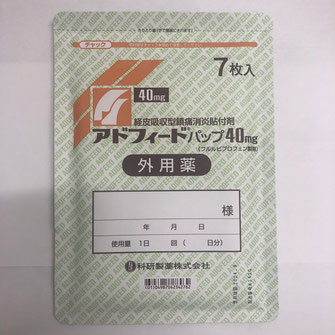 チャック
7枚入
40mg
経皮吸収型鎮痛消炎貼付剤
アドフィードパップ40mg
(フルルビプロフェン製剤)
外用薬
様
年 月 日
使用量 1日 回 ( 日分)
科研製薬株式会社